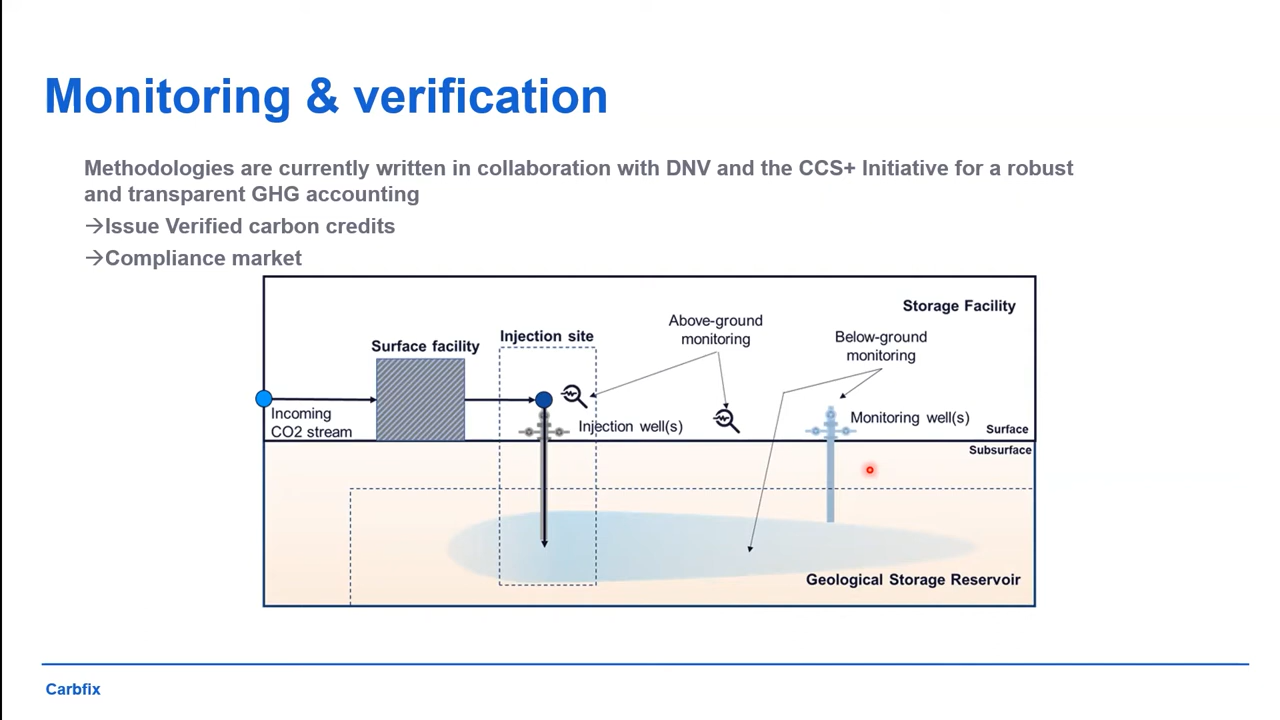 Monitoring & verification
Methodologies are currently written in collaboration with DNV and the CCS+ Initiative for a robust
and transparent GHG accounting
→Issue Verified carbon credits
→Compliance market
Storage Facility
Above-ground
monitoring
Below-ground
monitoring
Injection site
Surface facility
Incoming
CO2 stream
Injection well(s)
Monitoring well(s)
Surface
Subsurface
Geological Storage Reservoir
Carbfix